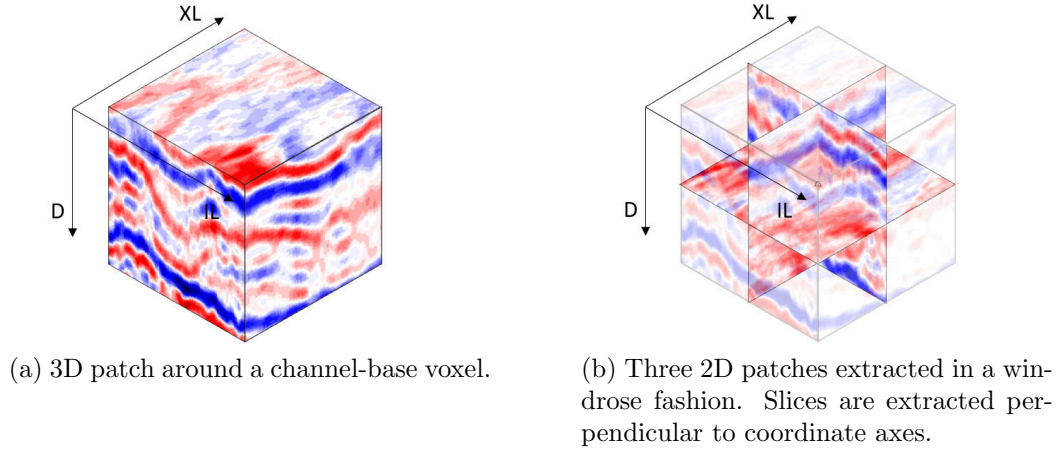 XL
D
IL
(a) 3D patch around a channel-base voxel.
XL
D
IL
(b) Three 2D patches extracted in a win-
drose fashion. Slices are extracted per-
pendicular to coordinate axes.